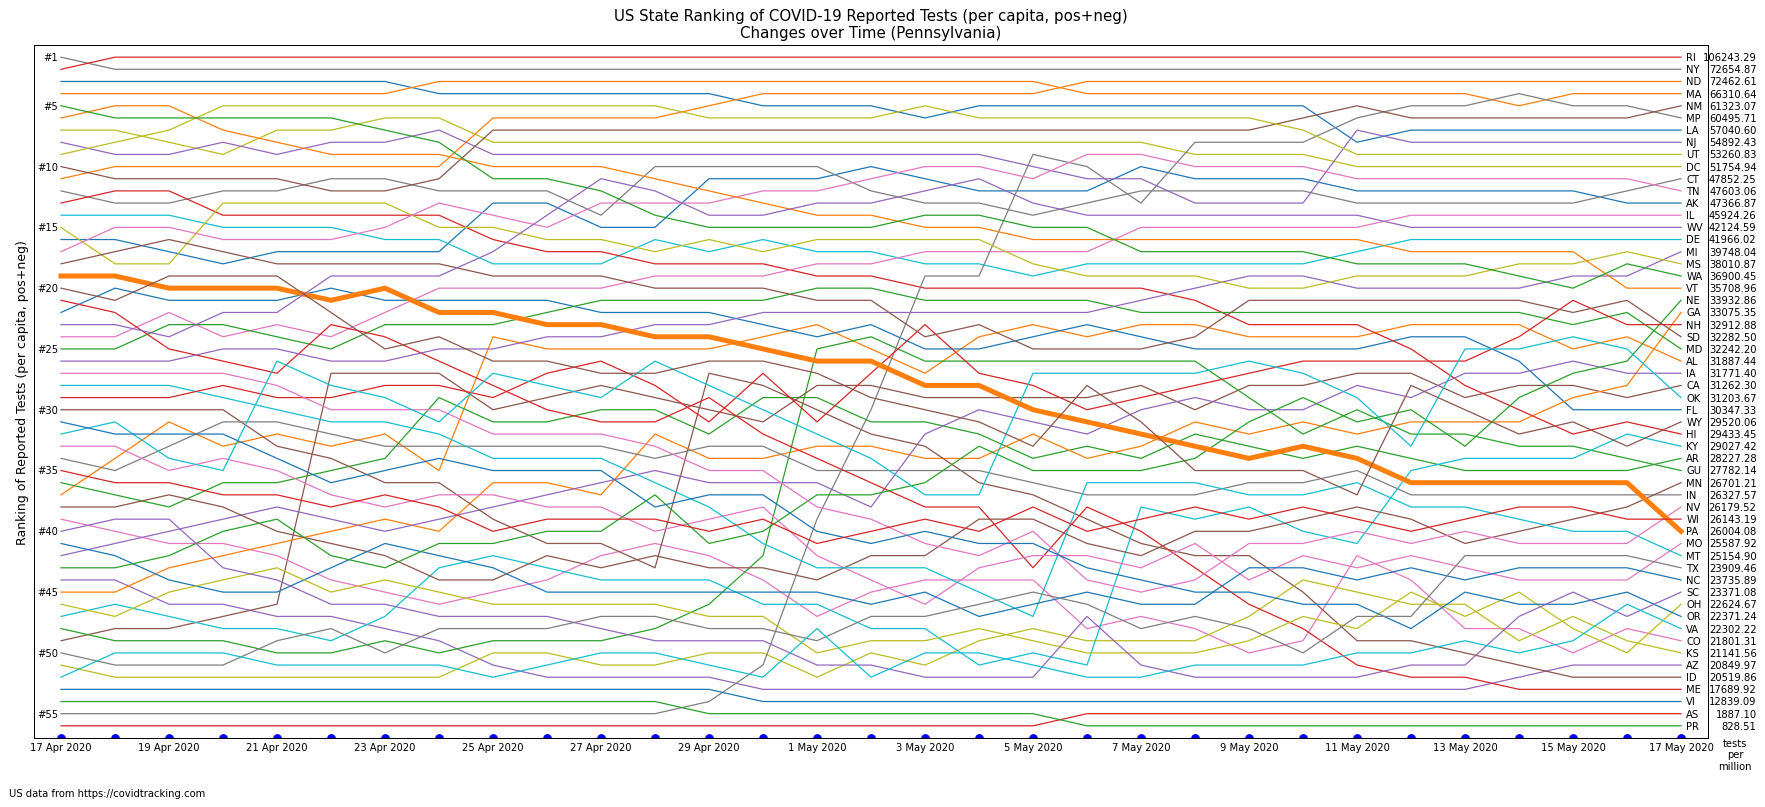 US State Ranking of COVID-19 Reported Tests (per capita, pos+neg)
Changes over Time (Pennsylvania)
Ranking of Reported Tests (per capita, pos+neg)
#1
#5
#10
#15
#20
#25
#30
#35
#40
#45
#50
#55
RI 106243.29
NY 72654.87
ND 72462.61
MA 66310.64
NM 61323.07
MP 60495.71
LA 57040.60
NJ 54892.43
UT 53260.83
DC 51754.94
CT 47852.25
TN 47603.06
AK 47366.87
IL 45924.26
WV 42124.59
DE 41966.02
MI 39748.04
MS 38010.87
WA 36900.45
VT 35708.96
NE 33932.86
GA 33075.35
NH 32912.88
SD 32282.50
MD 32242.20
AL 31887.44
IA 31771.40
CA 31262.30
OK 31203.67
FL 30347.33
WY 29520.06
HI 29433.45
KY 29027.42
AR 28227.28
GU 27782.14
MN 26701.21
IN 26327.57
NV 26179.52
WI 26143.19
PA 26004.08
MO 25587.92
MT 25154.90
TX 23909.46
NC 23735.89
SC 23371.08
OH 22624.67
OR 22371.24
VA 22302.22
CO 21801.31
KS 21141.56
AZ 20849.97
ID 20519.86
ME 17689.92
VI 12839.09
AS 1887.10
PR 828.51
17 Apr 2020 19 Apr 2020 21 Apr 2020 23 Apr 2020 25 Apr 2020 27 Apr 2020 29 Apr 2020 1 May 2020 3 May 2020 5 May 2020 7 May 2020 9 May 2020 11 May 2020 13 May 2020 15 May 2020 17 May 2020
tests
per
million
US data from https://covidtracking.com